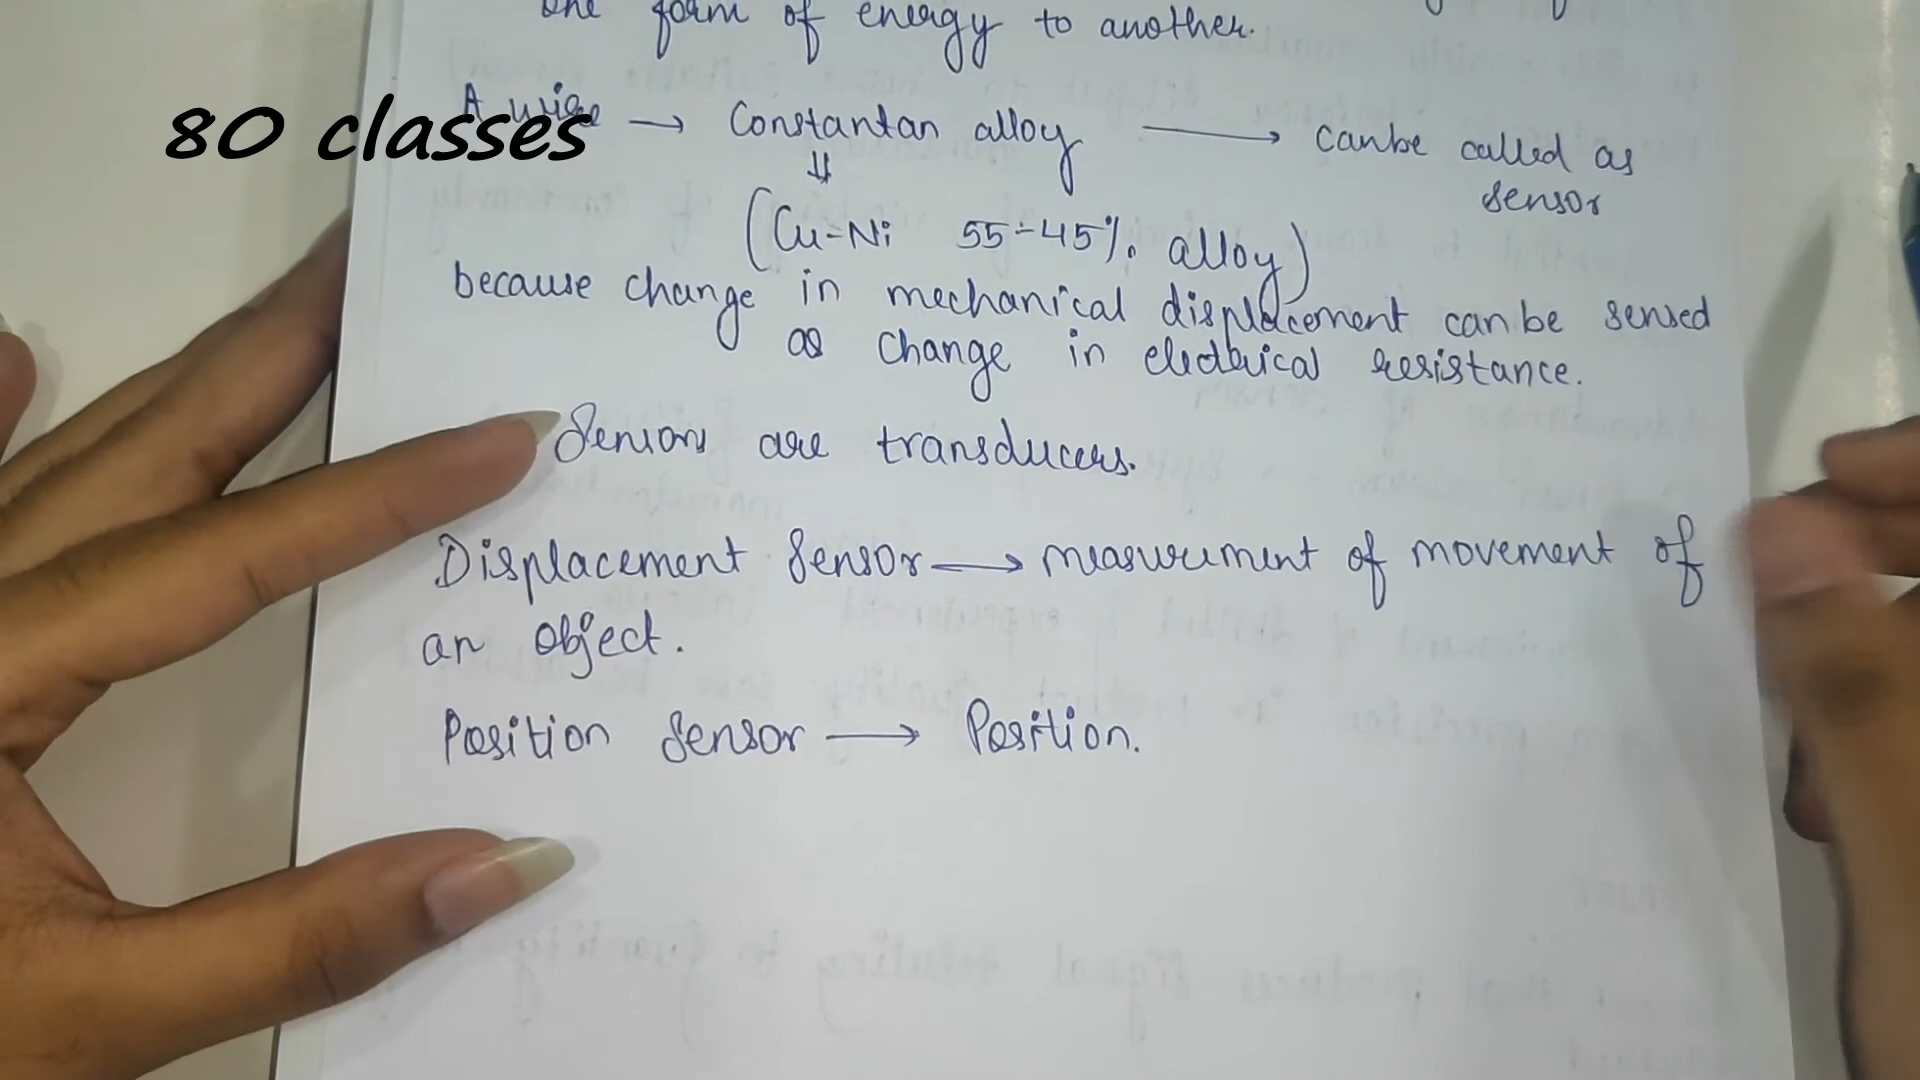 one form of energy to another.
80 classes
A wire → Constantan alloy → can be called as
sensor
⇓
(Cu-Ni 55-45% alloy)
because change in mechanical displacement can be sensed
as change in electrical resistance.
Sensors are transducers.
Displacement Sensor → measurement of movement of
an object.
Position Sensor → Position.